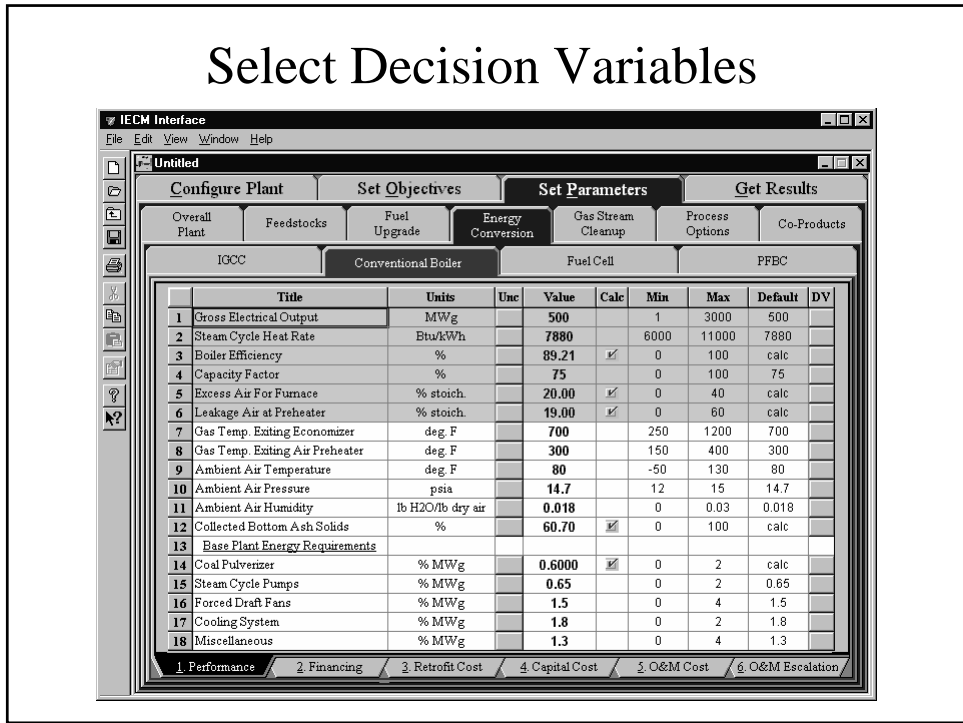 Select Decision Variables
IECM Interface
File Edit View Window Help
Untitled
Configure Plant Set Objectives Set Parameters Get Results
Overall Plant Feedstocks Fuel Upgrade Energy Conversion Gas Stream Cleanup Process Options Co-Products
IGCC Conventional Boiler Fuel Cell PFBC
Title Units Unc Value Calc Min Max Default DV
1 Gross Electrical Output MWg 500 1 3000 500
2 Steam Cycle Heat Rate Btu/kWh 7880 6000 11000 7880
3 Boiler Efficiency % 89.21 0 100 calc
4 Capacity Factor % 75 0 100 75
5 Excess Air For Furnace % stoich. 20.00 0 40 calc
6 Leakage Air at Preheater % stoich. 19.00 0 60 calc
7 Gas Temp. Exiting Economizer deg. F 700 250 1200 700
8 Gas Temp. Exiting Air Preheater deg. F 300 150 400 300
9 Ambient Air Temperature deg. F 80 -50 130 80
10 Ambient Air Pressure psia 14.7 12 15 14.7
11 Ambient Air Humidity lb H2O/lb dry air 0.018 0 0.03 0.018
12 Collected Bottom Ash Solids % 60.70 0 100 calc
13 Base Plant Energy Requirements
14 Coal Pulverizer % MWg 0.6000 0 2 calc
15 Steam Cycle Pumps % MWg 0.65 0 2 0.65
16 Forced Draft Fans % MWg 1.5 0 4 1.5
17 Cooling System % MWg 1.8 0 2 1.8
18 Miscellaneous % MWg 1.3 0 4 1.3
1. Performance 2. Financing 3. Retrofit Cost 4. Capital Cost 5. O&M Cost 6. O&M Escalation